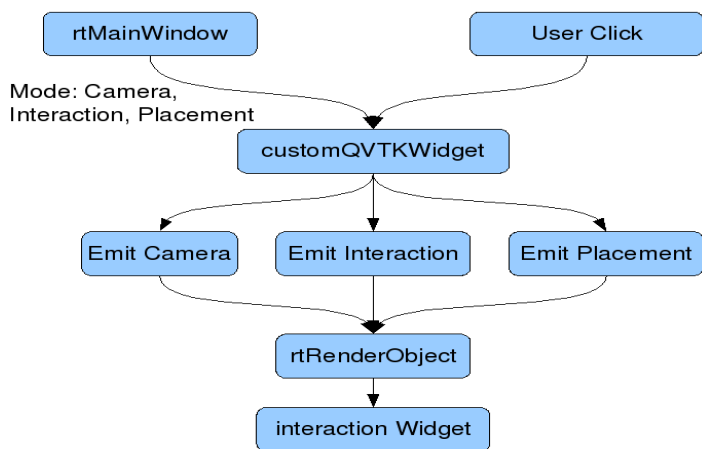 rtMainWindow
User Click
Mode: Camera,
Interaction, Placement
customQVTKWidget
Emit Camera
Emit Interaction
Emit Placement
rtRenderObject
interaction Widget